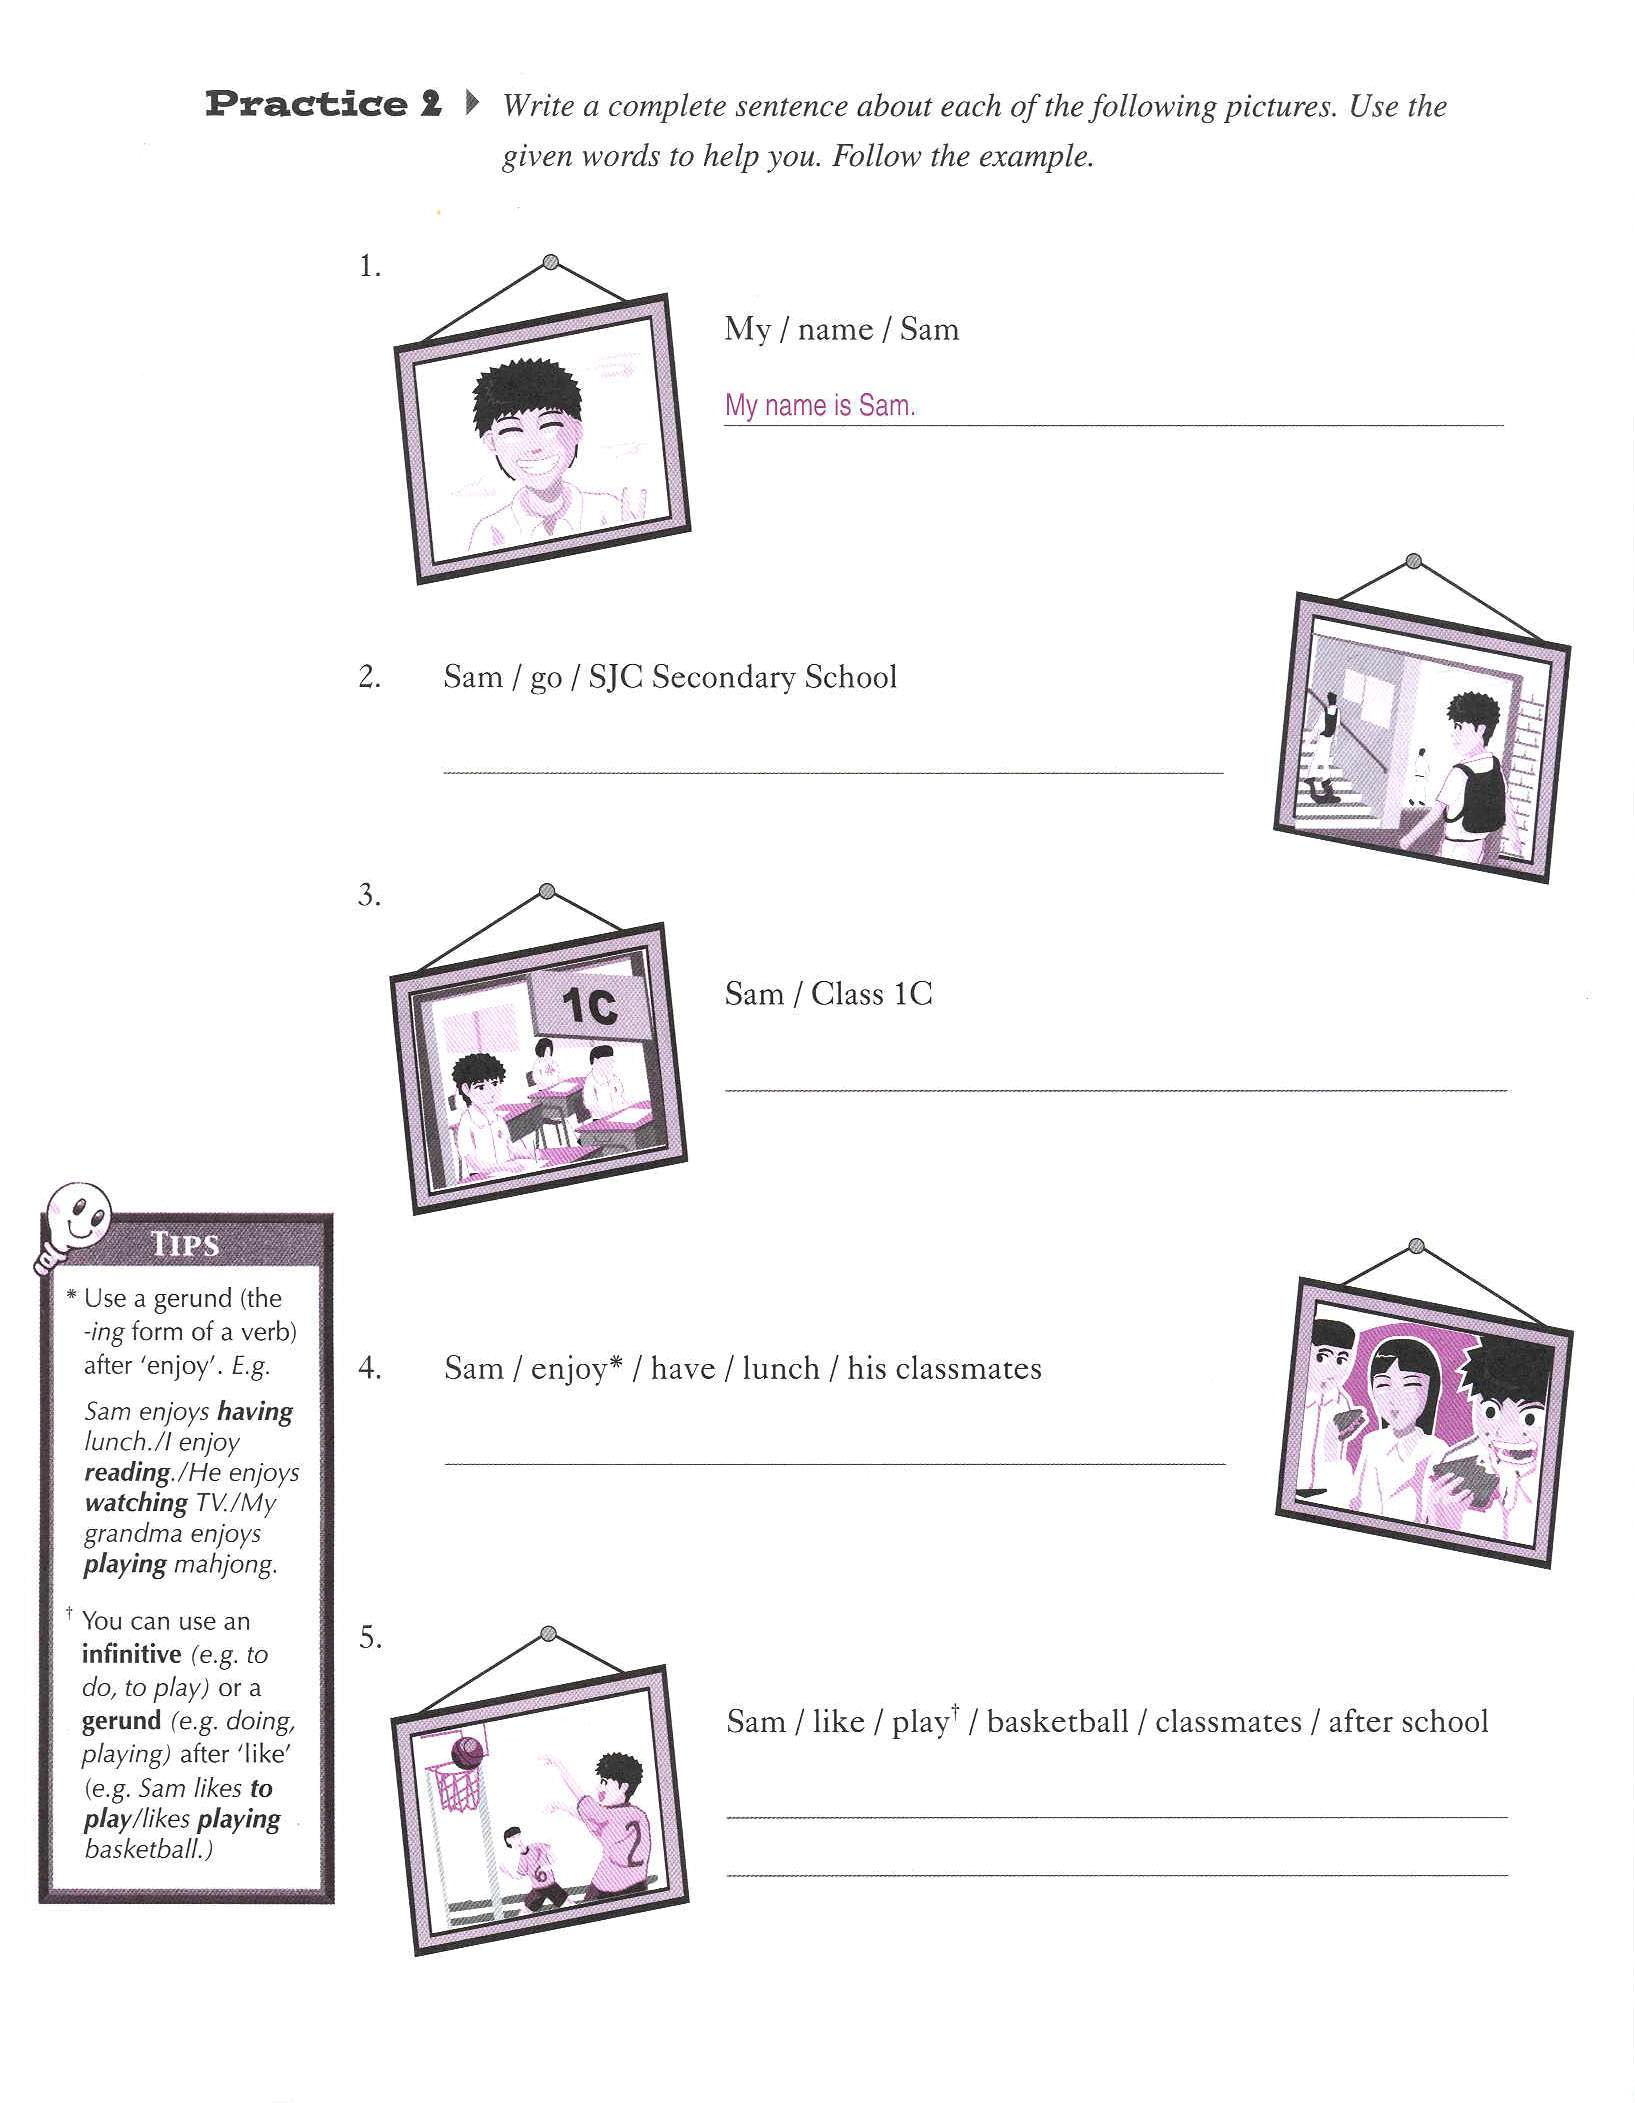 Practice 2 Write a complete sentence about each of the following pictures. Use the
given words to help you. Follow the example.
1.
My / name / Sam
My name is Sam.
2. Sam / go / SJC Secondary School
3.
1C
Sam / Class 1C
4. Sam / enjoy* / have / lunch / his classmates
5.
Sam / like / play† / basketball / classmates / after school
2
6
TIPS
* Use a gerund (the
-ing form of a verb)
after ‘enjoy’. E.g.
Sam enjoys having
lunch./I enjoy
reading./He enjoys
watching TV./My
grandma enjoys
playing mahjong.
† You can use an
infinitive (e.g. to
do, to play) or a
gerund (e.g. doing,
playing) after ‘like’
(e.g. Sam likes to
play/likes playing
basketball.)